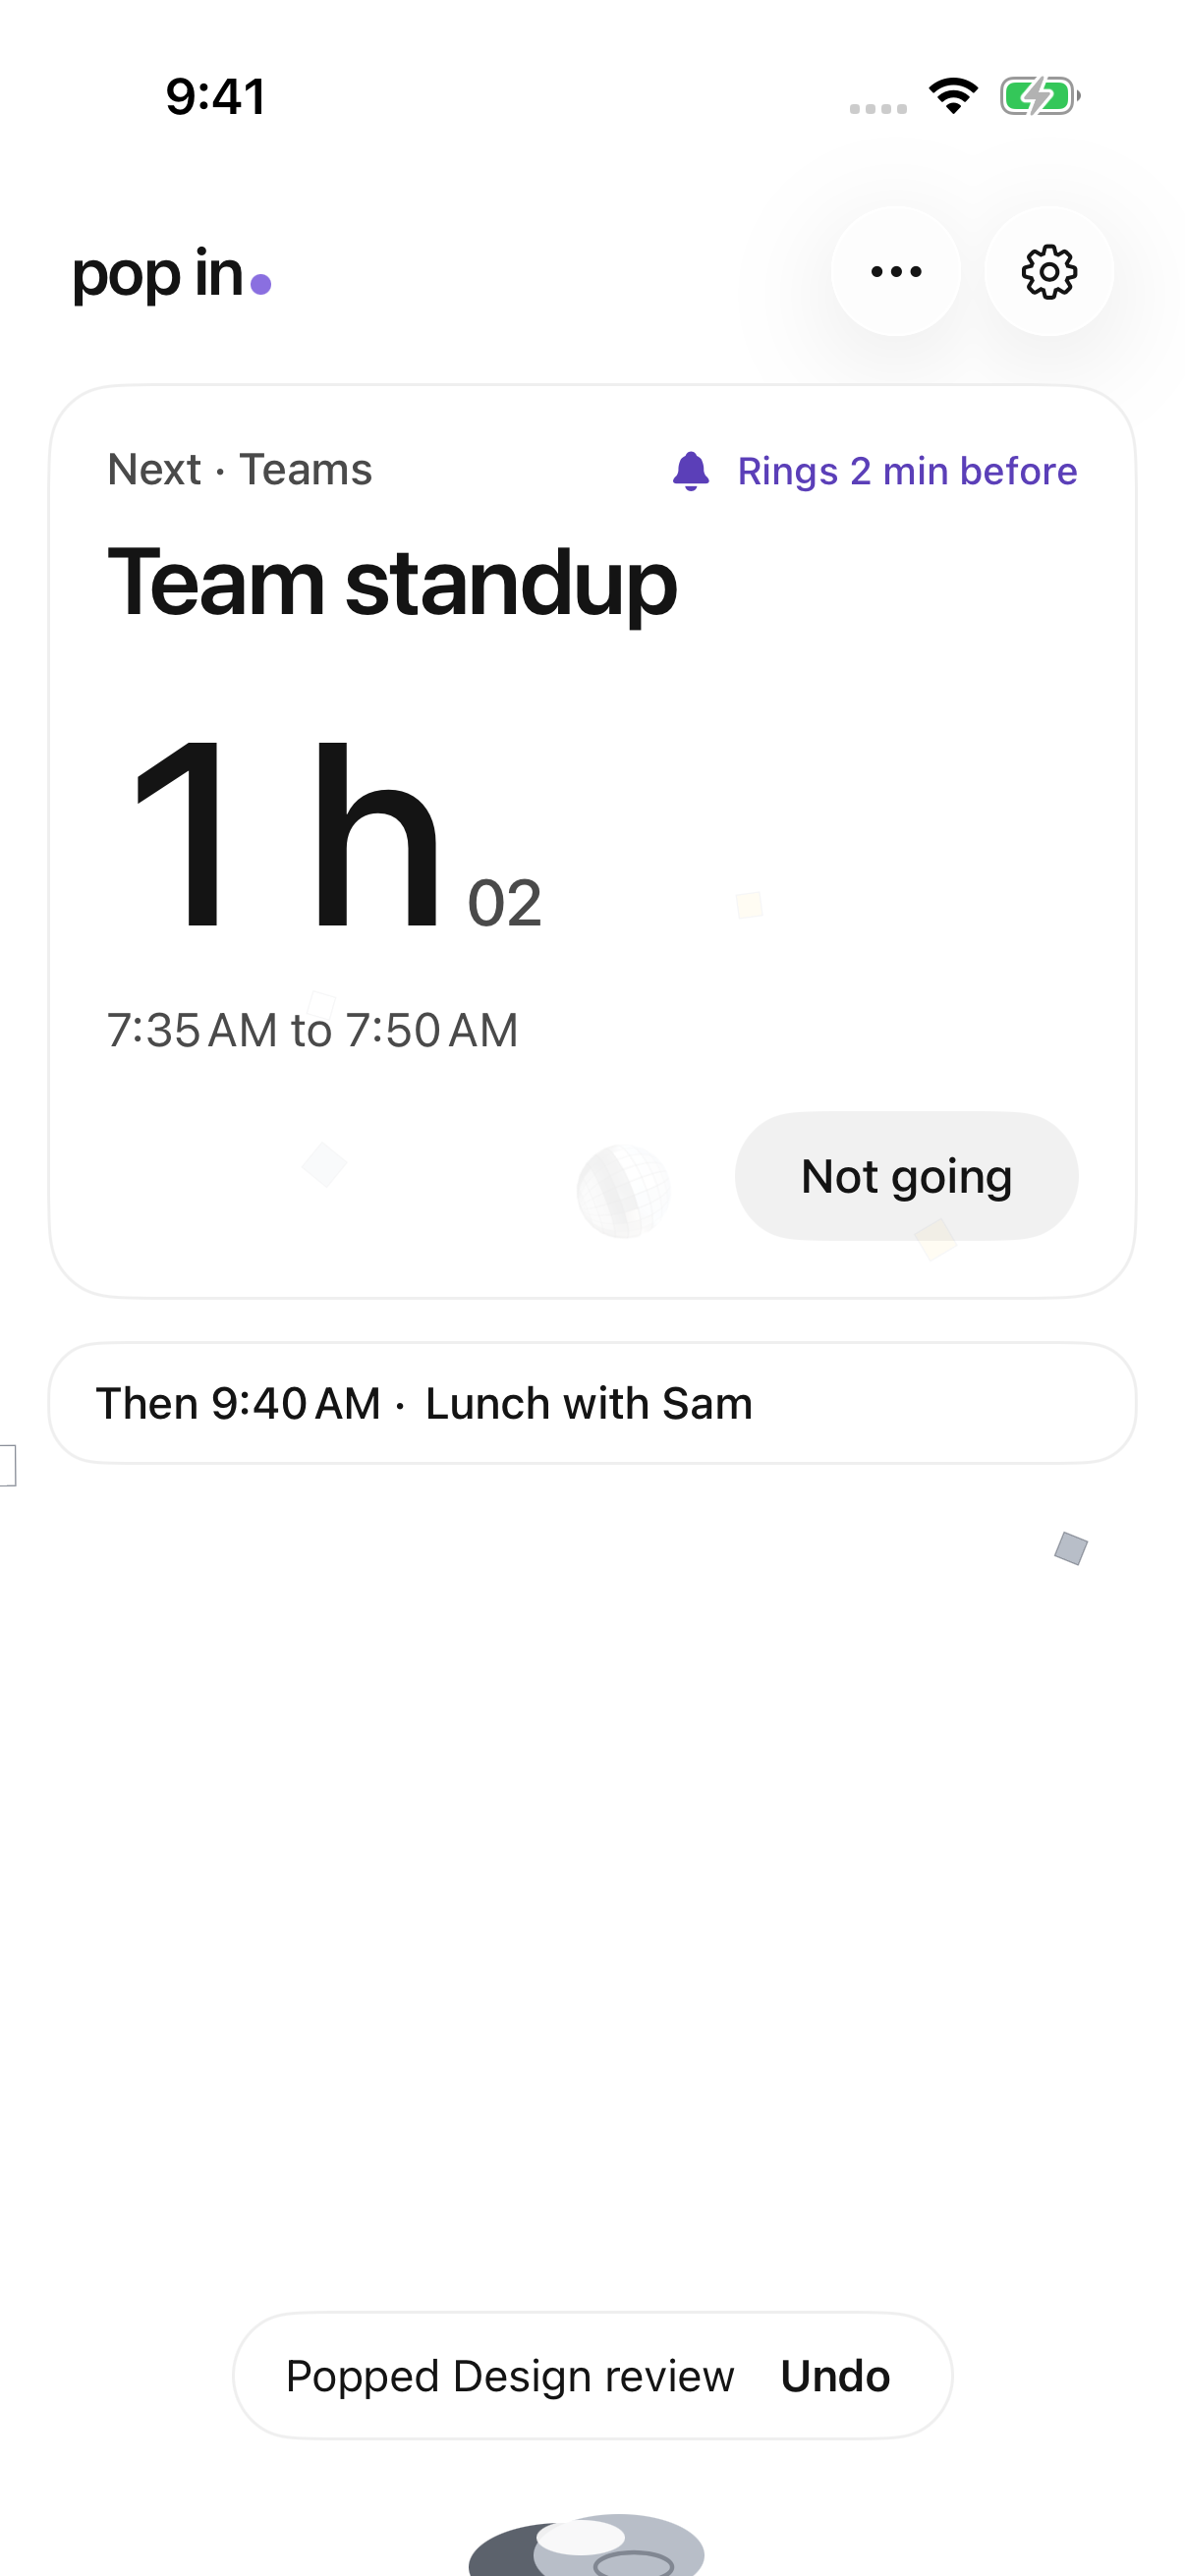 9:41
pop in
Next · Teams
Rings 2 min before
Team standup
1 h 02
7:35 AM to 7:50 AM
Not going
Then 9:40 AM · Lunch with Sam
Popped Design review Undo